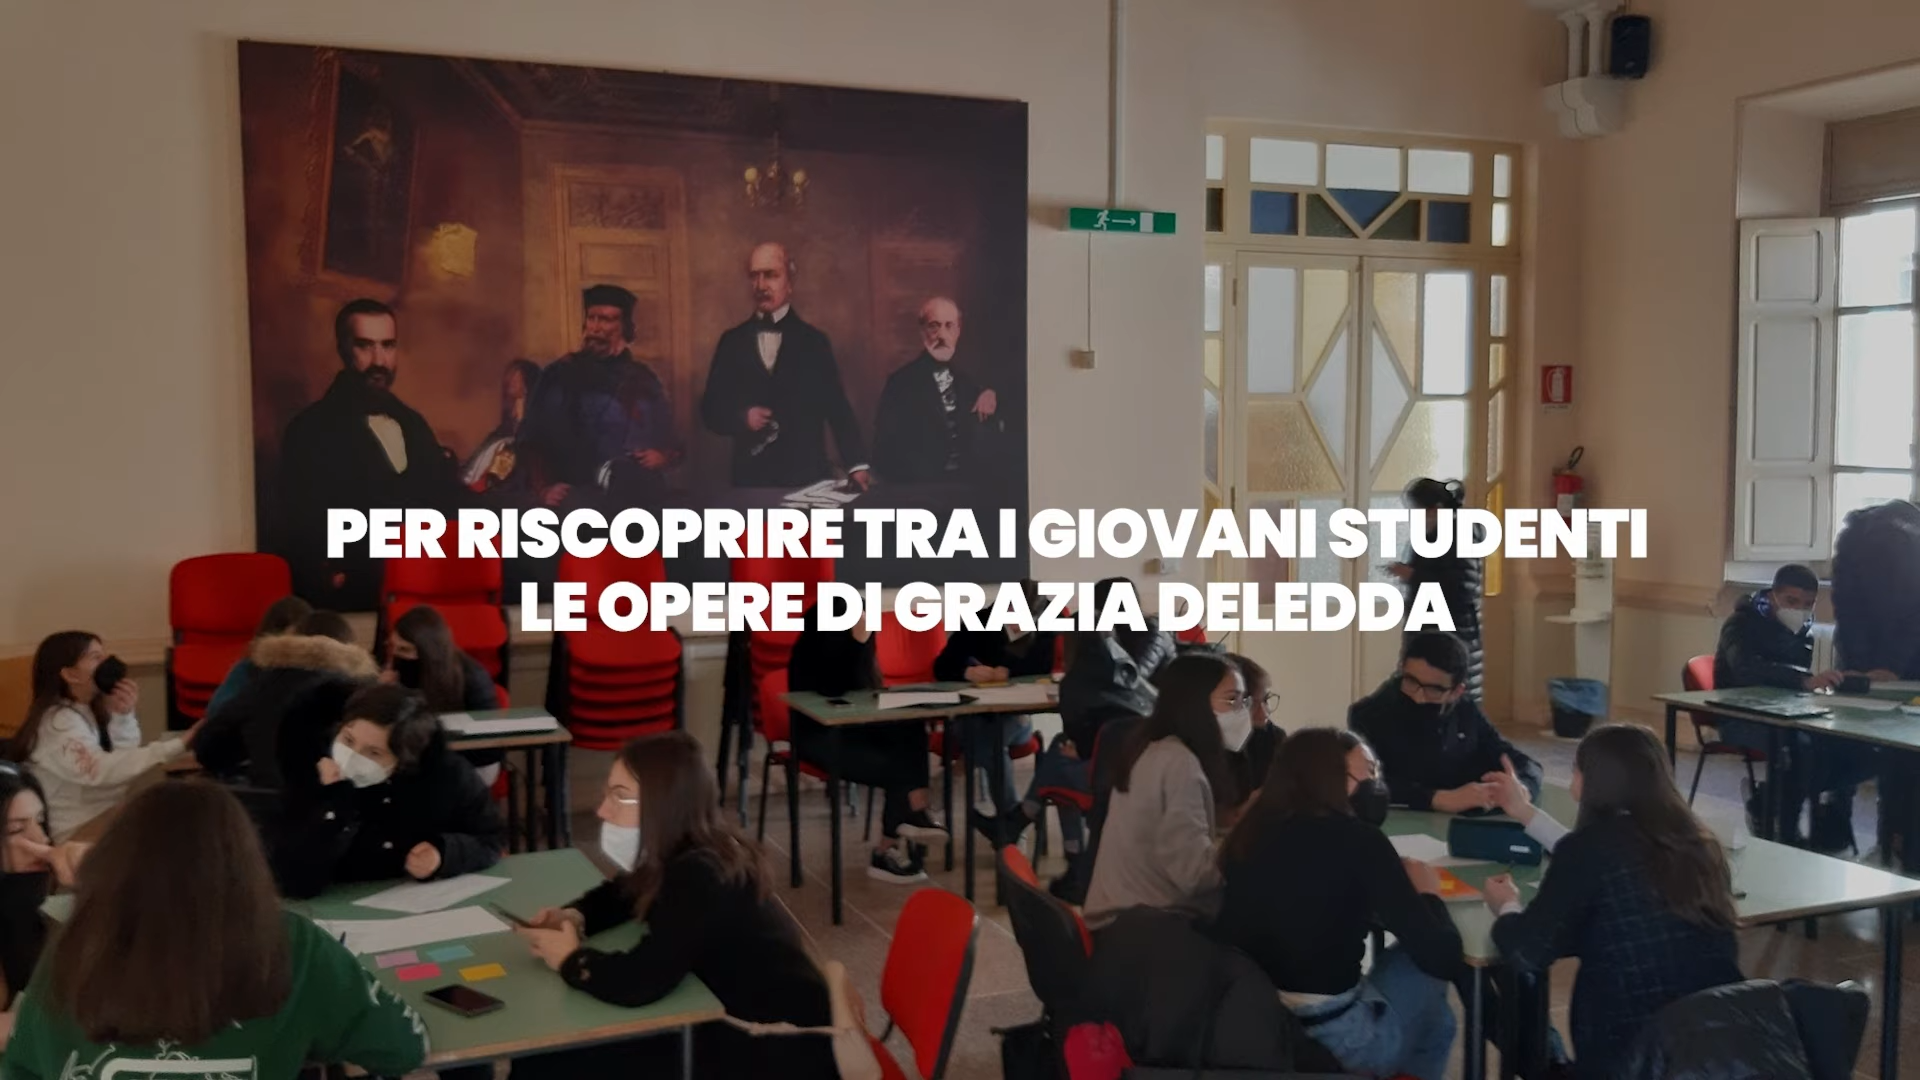 PER RISCOPRIRE TRA I GIOVANI STUDENTI
LE OPERE DI GRAZIA DELEDDA